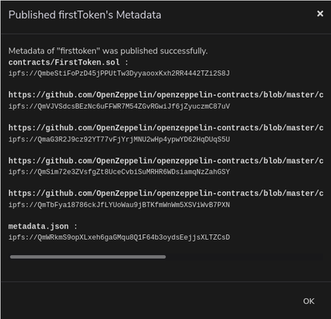 Published firstToken's Metadata
×
Metadata of "firsttoken" was published successfully.
contracts/FirstToken.sol :
ipfs://QmbeStiFoPzD45jPPUtTw3DyyaooxKxh2RR4442TZi2S8J
https://github.com/OpenZeppelin/openzeppelin-contracts/blob/master/c
ipfs://QmVJVSdcsBEzNc6uFFWR7M54ZGvRGwiJf6jZyuczmC87uV
https://github.com/OpenZeppelin/openzeppelin-contracts/blob/master/c
ipfs://QmaG3R2J9cz92YT77vFjYrjMNU2wHp4ypwYD62HqDUqS5U
https://github.com/OpenZeppelin/openzeppelin-contracts/blob/master/c
ipfs://QmSim72e3ZVsfgZt8UceCvbiSuMRHR6WDsiamqNzZahGSY
https://github.com/OpenZeppelin/openzeppelin-contracts/blob/master/c
ipfs://QmTbFya18786ckJfLYUoWau9jBTKfmWnWm5XSViWvB7PXN
metadata.json :
ipfs://QmWRkmS9opXLxeh6gaGMqu8Q1F64b3oydsEejjsXLTZCsD
OK